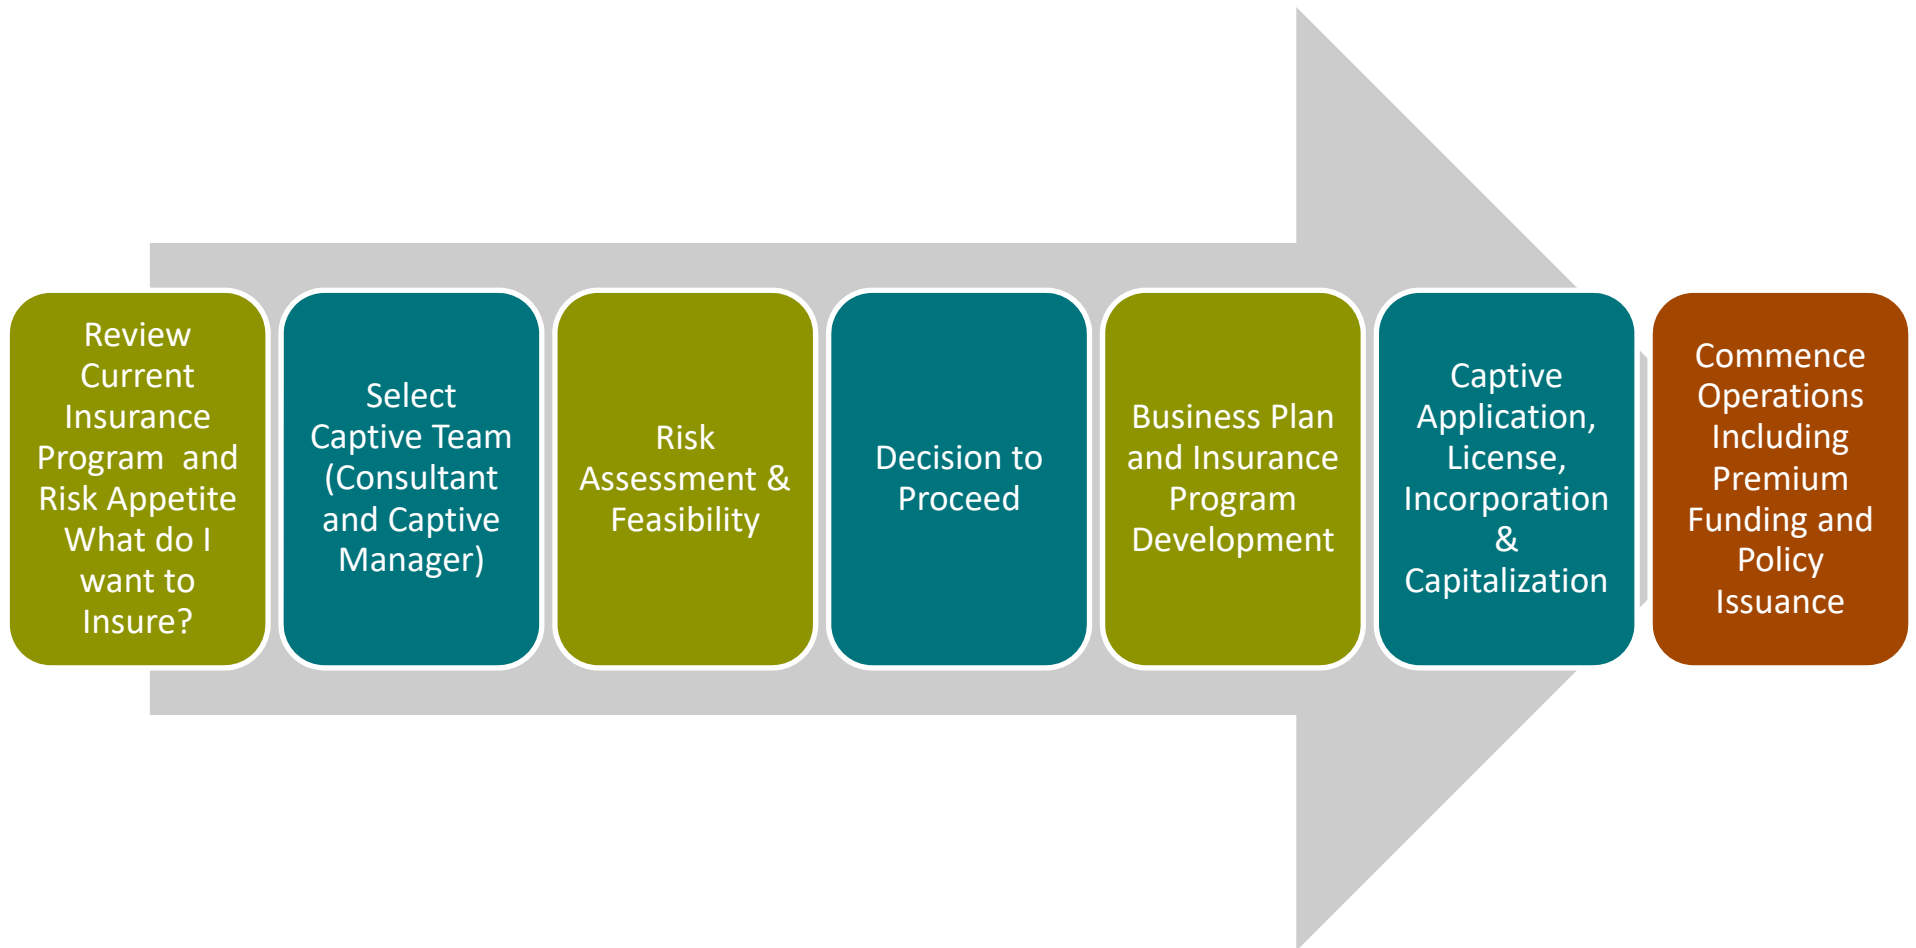 Review
Current
Insurance
Program  and
Risk Appetite
What do I
want to
Insure?
Select
Captive Team
(Consultant
and Captive
Manager)
Risk
Assessment &
Feasibility
Decision to
Proceed
Business Plan
and Insurance
Program
Development
Captive
Application,
License,
Incorporation
&
Capitalization
Commence
Operations
Including
Premium
Funding and
Policy
Issuance